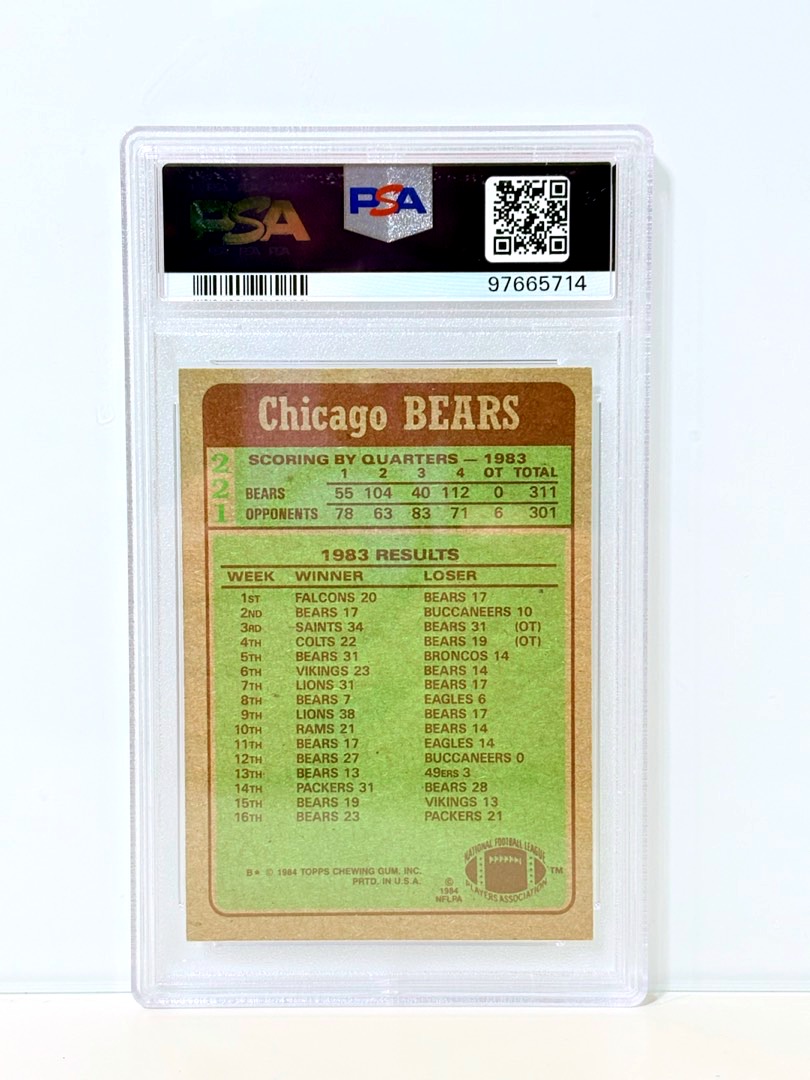 PSA PSA
97665714
Chicago BEARS
221
SCORING BY QUARTERS — 1983
1 2 3 4 OT TOTAL
BEARS 55 104 40 112 0 311
OPPONENTS 78 63 83 71 6 301
1983 RESULTS
WEEK WINNER LOSER
1ST FALCONS 20 BEARS 17
2ND BEARS 17 BUCCANEERS 10
3RD SAINTS 34 BEARS 31 (OT)
4TH COLTS 22 BEARS 19 (OT)
5TH BEARS 31 BRONCOS 14
6TH VIKINGS 23 BEARS 14
7TH LIONS 31 BEARS 17
8TH BEARS 7 EAGLES 6
9TH LIONS 38 BEARS 17
10TH RAMS 21 BEARS 14
11TH BEARS 17 EAGLES 14
12TH BEARS 27 BUCCANEERS 0
13TH BEARS 13 49ERS 3
14TH PACKERS 31 BEARS 28
15TH BEARS 19 VIKINGS 13
16TH BEARS 23 PACKERS 21
B* © 1984 TOPPS CHEWING GUM, INC.
PRTD. IN U.S.A.
© 1984 NFLPA
NATIONAL FOOTBALL LEAGUE
PLAYERS ASSOCIATION
TM